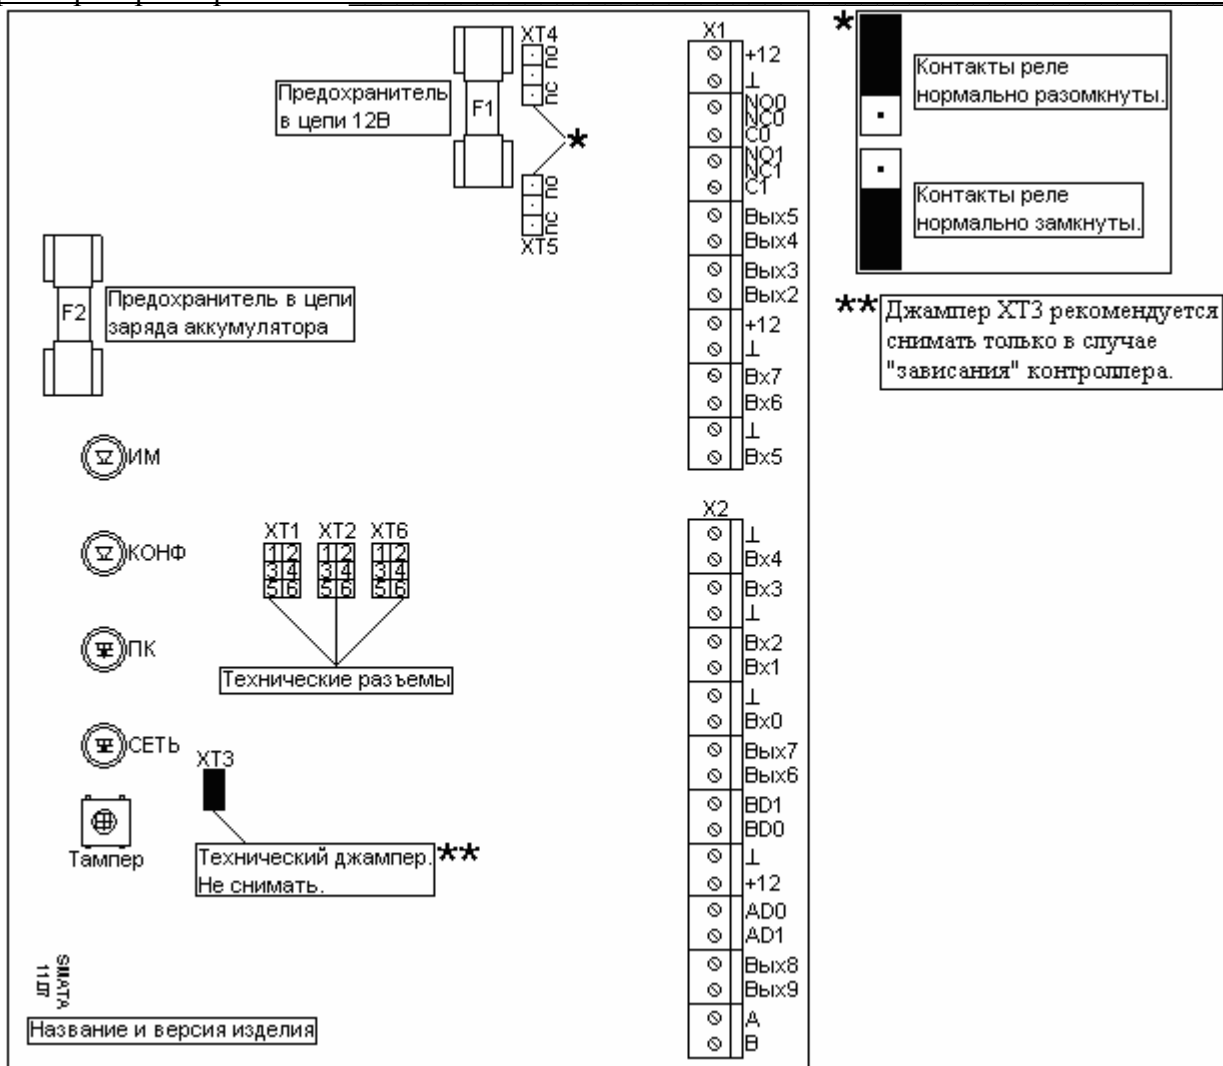 XT4
ПО
ПС
F1
Предохранитель
в цепи 12В
*
ПО
ПС
XT5
F2
Предохранитель в цепи
заряда аккумулятора
ИМ
КОНФ
ПК
СЕТЬ
Тампер
XT1 XT2 XT6
1 2 1 2 1 2
3 4 3 4 3 4
5 6 5 6 5 6
Технические разъемы
XT3
Технический джампер. **
Не снимать.
SMATA
Название и версия изделия
X1
+12
⊥
NO0
NC0
C0
NO1
NC1
C1
Вых5
Вых4
Вых3
Вых2
+12
⊥
Вх7
Вх6
⊥
Вх5
X2
⊥
Вх4
Вх3
⊥
Вх2
Вх1
⊥
Вх0
Вых7
Вых6
BD1
BD0
⊥
+12
AD0
AD1
Вых8
Вых9
A
B
*
Контакты реле
нормально разомкнуты.
Контакты реле
нормально замкнуты.
** Джампер XT3 рекомендуется
снимать только в случае
"зависания" контроллера.